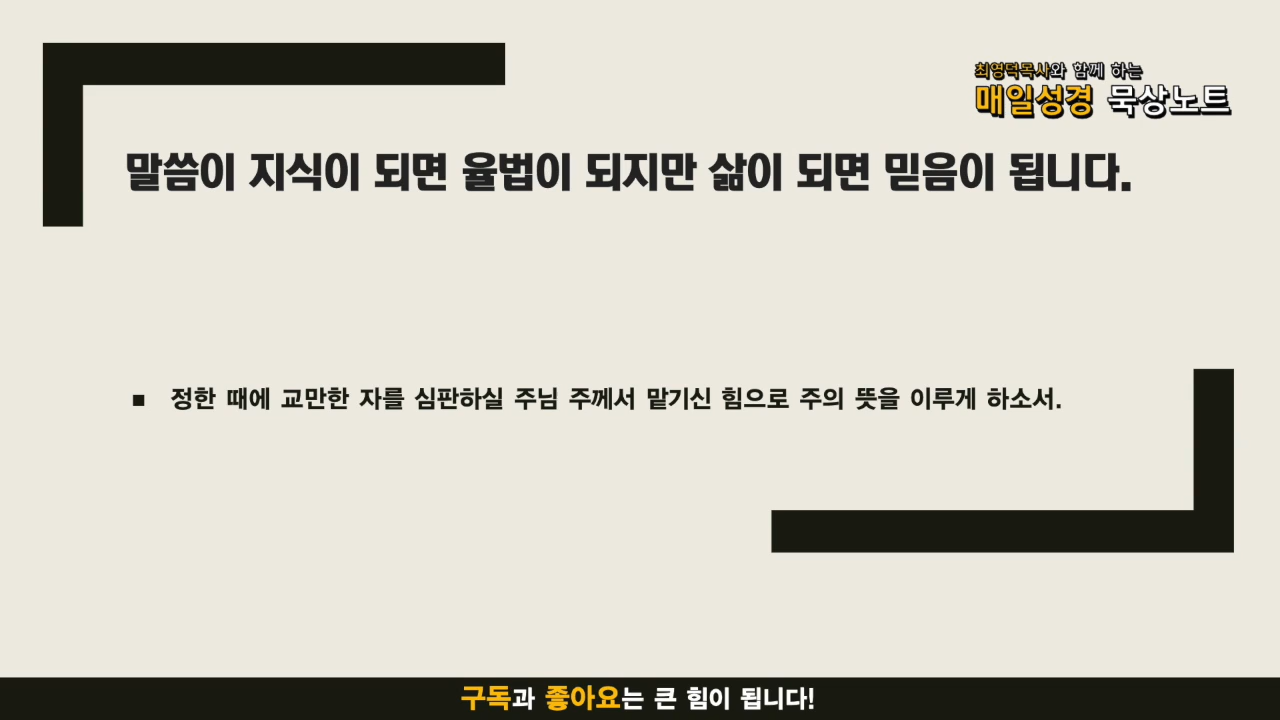 최영덕목사와 함께 하는
매일성경 묵상노트
말씀이 지식이 되면 율법이 되지만 삶이 되면 믿음이 됩니다.
■ 정한 때에 교만한 자를 심판하실 주님 주께서 맡기신 힘으로 주의 뜻을 이루게 하소서.
구독과 좋아요는 큰 힘이 됩니다!